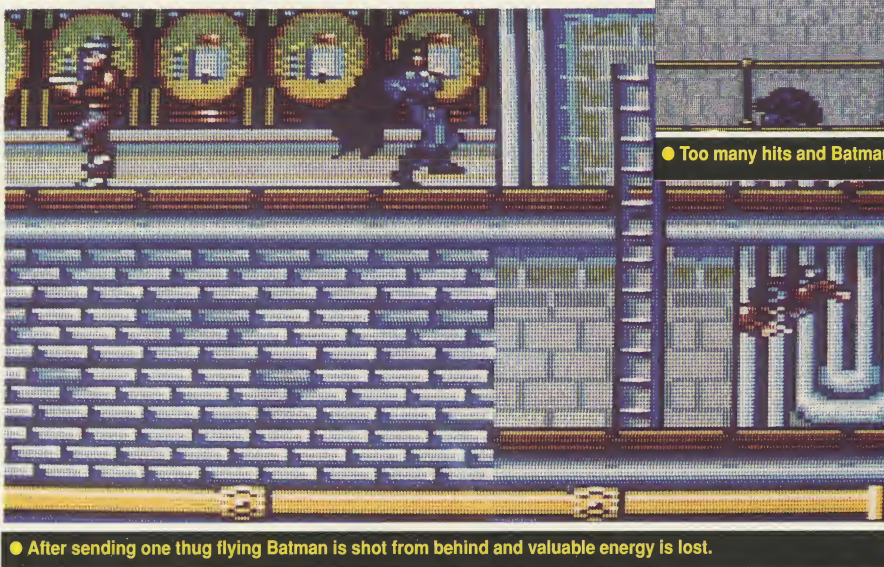 ● Too many hits and Batman
● After sending one thug flying Batman is shot from behind and valuable energy is lost.